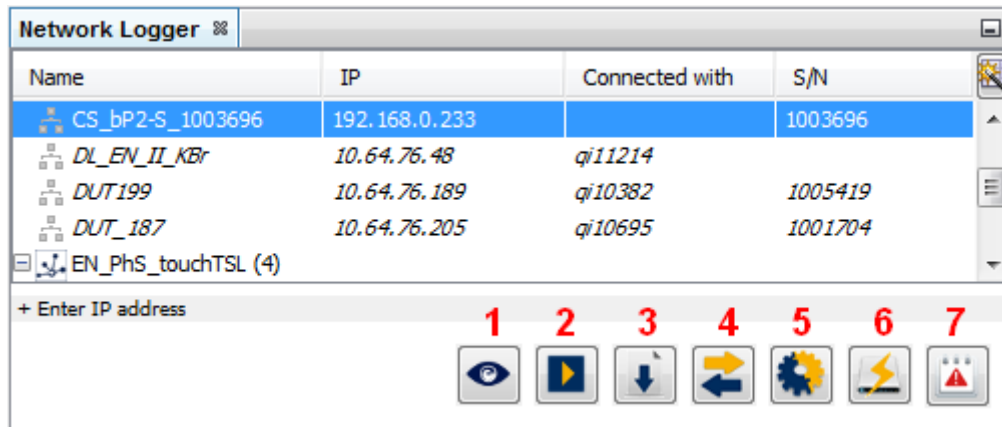 Network Logger
Name IP Connected with S/N
CS_bP2-S_1003696 192.168.0.233 1003696
DL_EN_II_KBr 10.64.76.48 qi11214
DUT199 10.64.76.189 qi10382 1005419
DUT_187 10.64.76.205 qi10695 1001704
EN_PhS_touchTSL (4)
+ Enter IP address
1 2 3 4 5 6 7